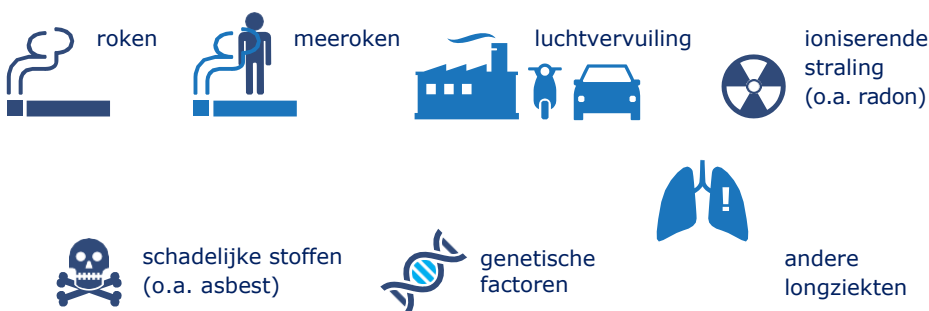 roken
meeroken
luchtvervuiling
ioniserende
straling
(o.a. radon)
schadelijke stoffen
(o.a. asbest)
genetische
factoren
andere
longziekten